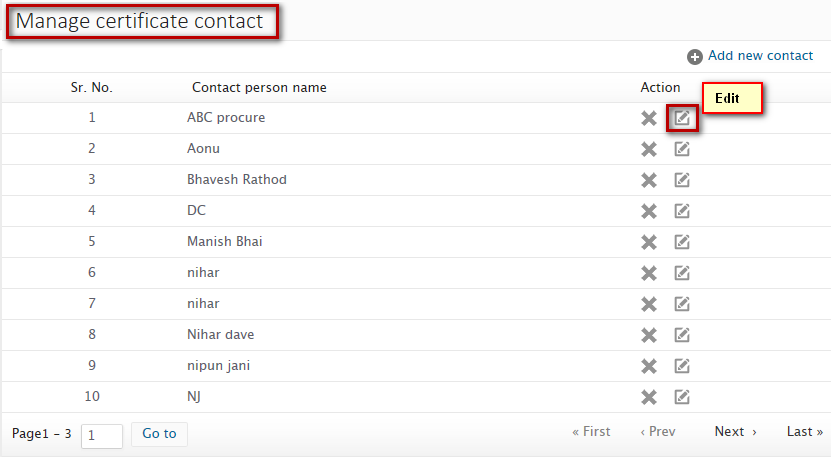 Manage certificate contact
Add new contact
Sr. No. Contact person name Action
Edit
1 ABC procure
2 Aonu
3 Bhavesh Rathod
4 DC
5 Manish Bhai
6 nihar
7 nihar
8 Nihar dave
9 nipun jani
10 NJ
Page1 - 3 1 Go to « First ‹ Prev Next › Last »